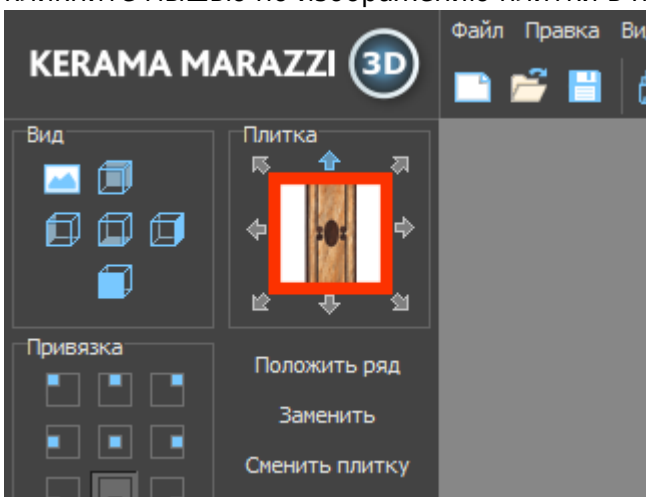 KERAMA MARAZZI 3D
Файл Правка
Вид
Плитка
Привязка
Положить ряд
Заменить
Сменить плитку